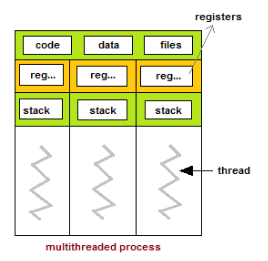 registers
code data files
reg... reg... reg...
stack stack stack
thread
multithreaded process